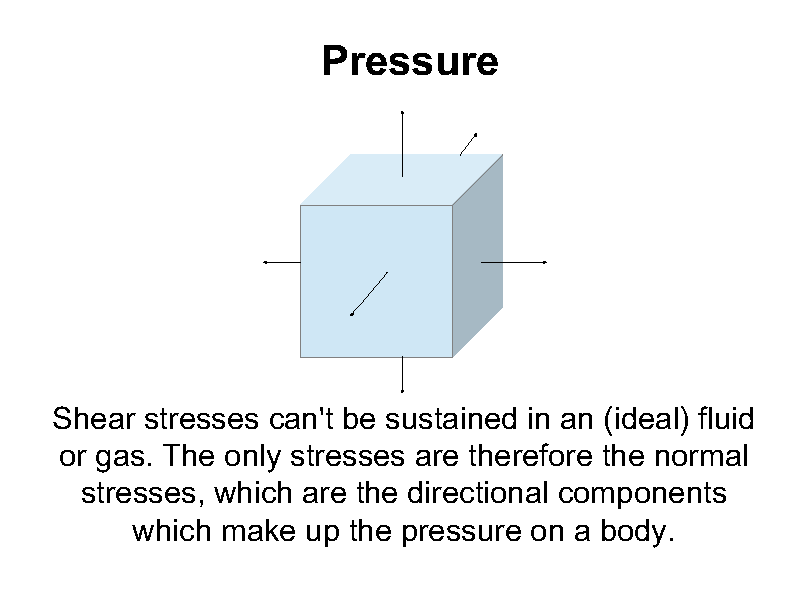 Pressure
Shear stresses can't be sustained in an (ideal) fluid
or gas. The only stresses are therefore the normal
stresses, which are the directional components
which make up the pressure on a body.